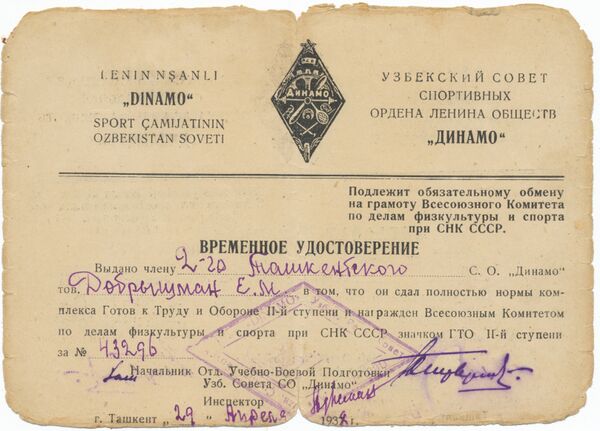 LENIN NŞANLI
„DINAMO“
SPORT ÇAMIJATININ
OZBEKISTAN SOVETI
ДИНАМО
УЗБЕКСКИЙ СОВЕТ
СПОРТИВНЫХ
ОРДЕНА ЛЕНИНА ОБЩЕСТВ
„ДИНАМО“
Подлежит обязательному обмену
на грамоту Всесоюзного Комитета
по делам физкультуры и спорта
при СНК СССР.
ВРЕМЕННОЕ УДОСТОВЕРЕНИЕ
Выдано члену 2-го Ташкентского С. О. „Динамо“
тов. Добрыцман Е. М в том, что он сдал полностью нормы ком-
плекса Готов к Труду и Обороне II-й ступени и награжден Всесоюзным Комитетом
по делам физкультуры и спорта при СНК СССР значком ГТО II-й ступени
за № 43296
Начальник Отд. Учебно-Боевой Подготовки
Узб. Совета СО „Динамо“
Инспектор
г. Ташкент „29 „ Апреля 193